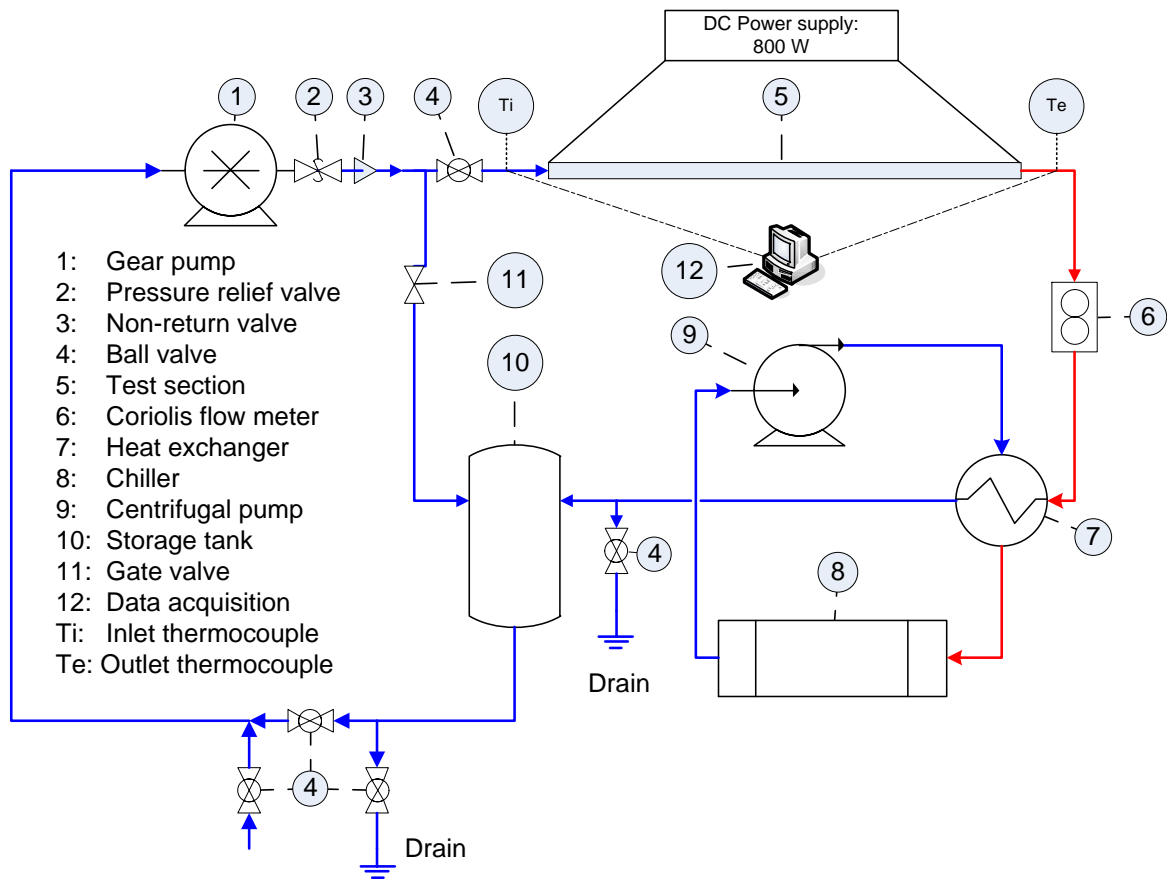 DC Power supply:
800 W
1
2
3
4
Ti
5
Te
1: Gear pump
2: Pressure relief valve
3: Non-return valve
4: Ball valve
5: Test section
6: Coriolis flow meter
7: Heat exchanger
8: Chiller
9: Centrifugal pump
10: Storage tank
11: Gate valve
12: Data acquisition
Ti: Inlet thermocouple
Te: Outlet thermocouple
11
12
6
9
10
7
4
8
Drain
4
Drain